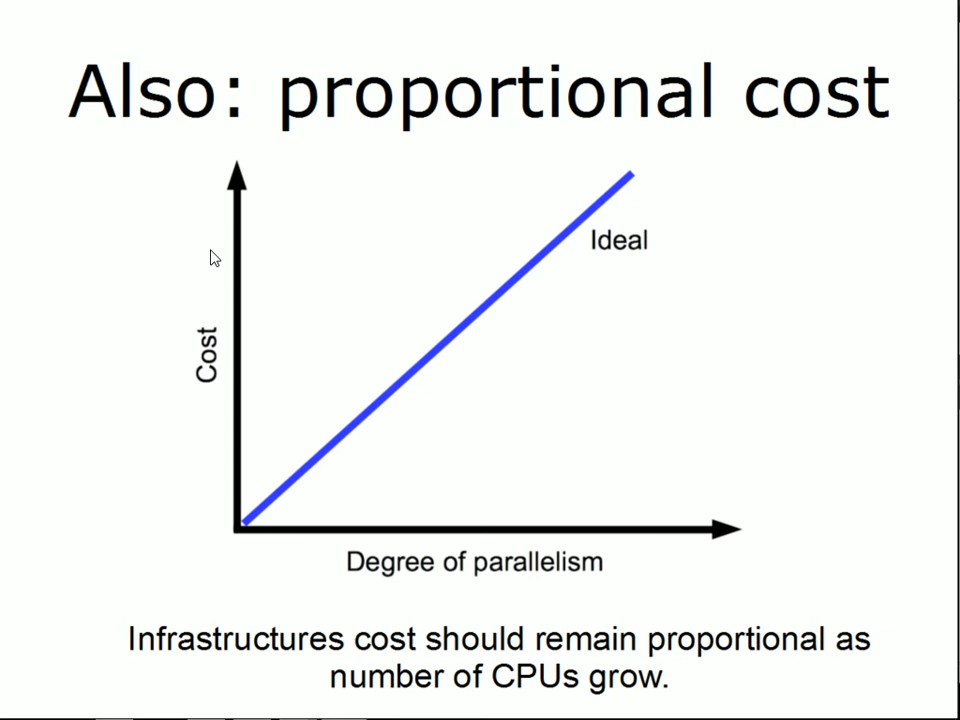 Also: proportional cost
Ideal
Cost
Degree of parallelism
Infrastructures cost should remain proportional as
number of CPUs grow.